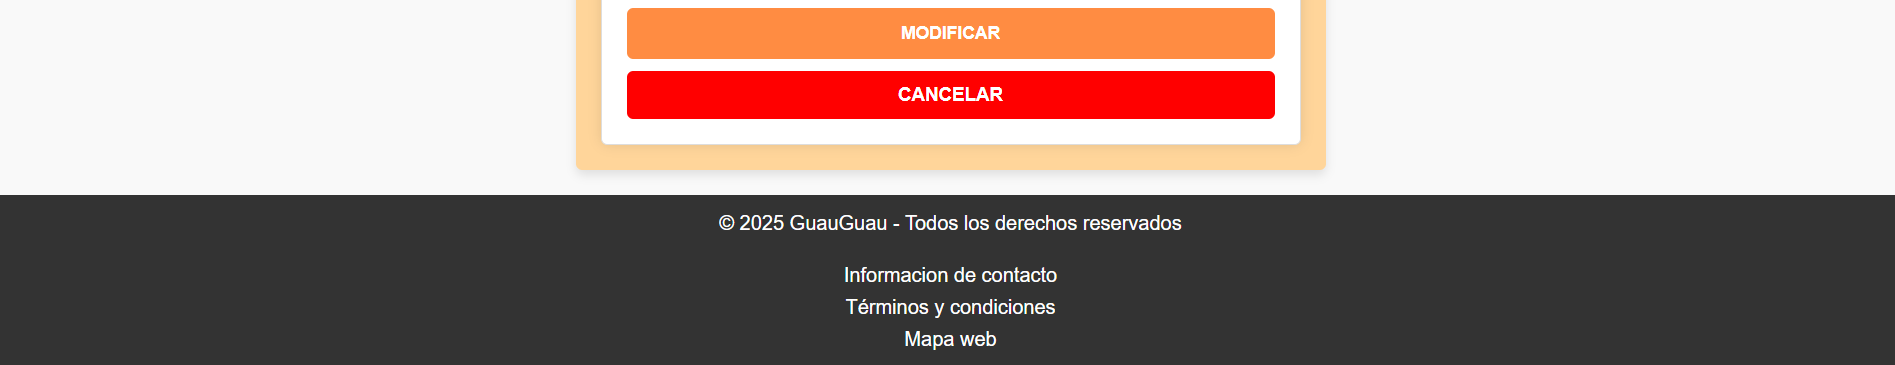 MODIFICAR
CANCELAR
© 2025 GuauGuau - Todos los derechos reservados
Informacion de contacto
Términos y condiciones
Mapa web